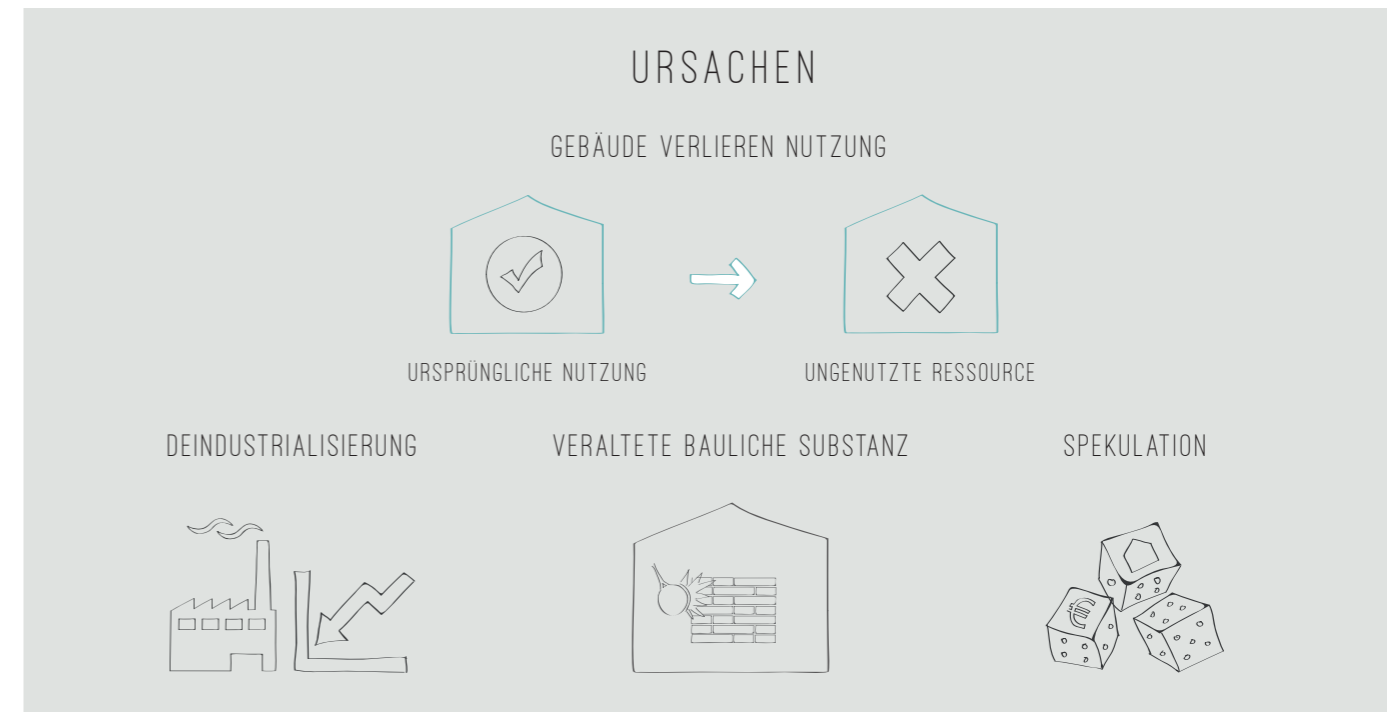 URSACHEN
GEBÄUDE VERLIEREN NUTZUNG
URSPRÜNGLICHE NUTZUNG
UNGENUTZTE RESSOURCE
DEINDUSTRIALISIERUNG
VERALTETE BAULICHE SUBSTANZ
SPEKULATION
€